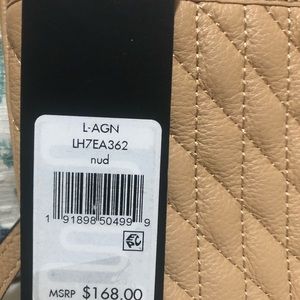 L-AGN
LH7EA362
nud
1 91898 50499 9
MSRP $168.00